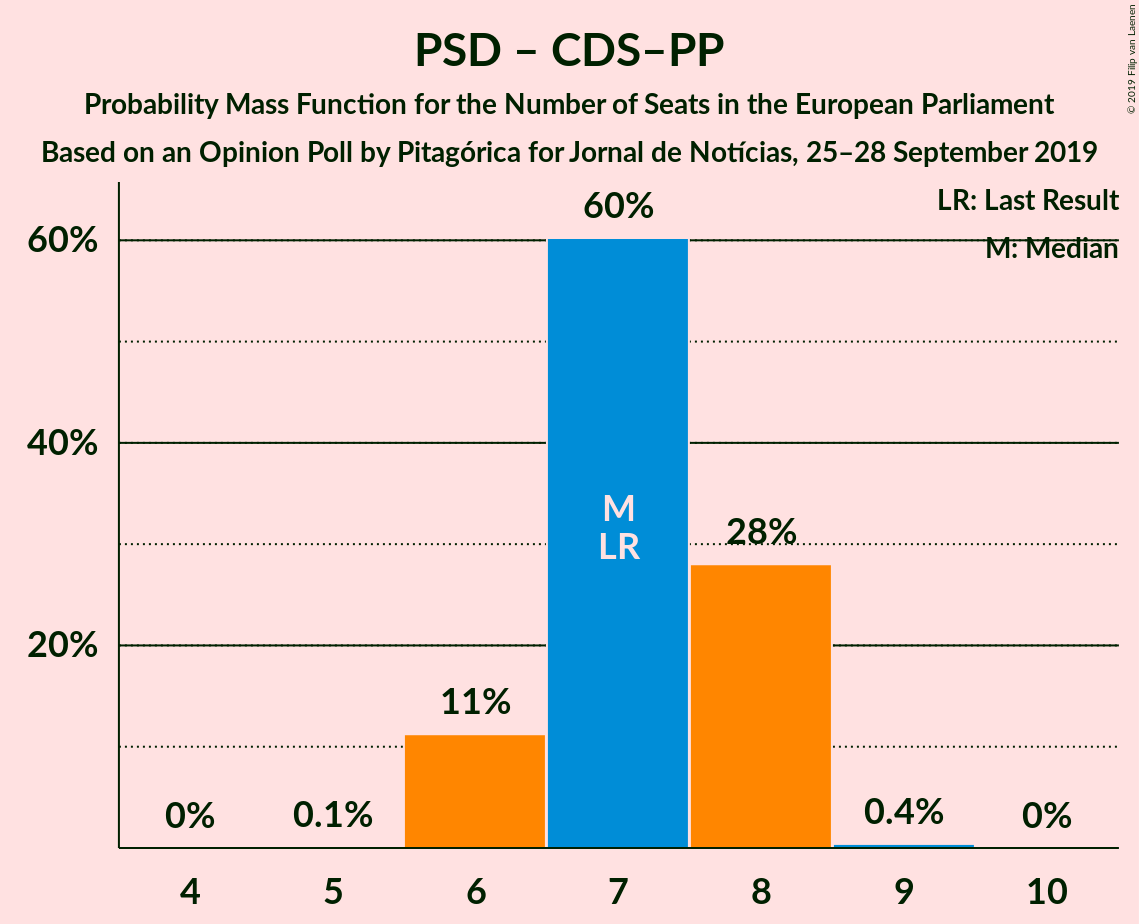 PSD – CDS–PP
Probability Mass Function for the Number of Seats in the European Parliament
Based on an Opinion Poll by Pitagórica for Jornal de Notícias, 25–28 September 2019
© 2019 Filip van Laenen
LR: Last Result
M: Median
60%
40%
20%
0%
0.1%
11%
60%
M
LR
28%
0.4%
0%
4
5
6
7
8
9
10